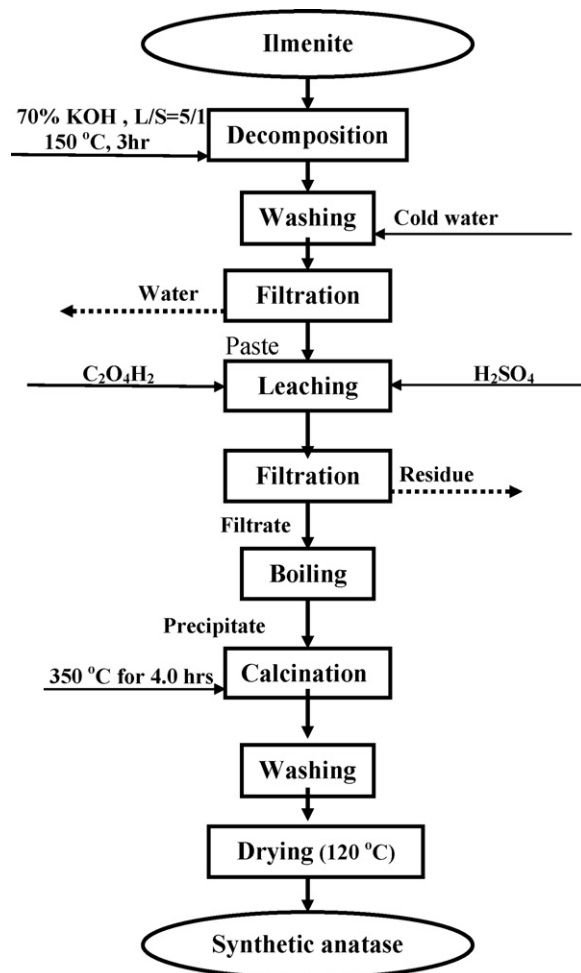 Ilmenite
70% KOH , L/S=5/1
150 °C, 3hr
Decomposition
Washing
Cold water
Water
Filtration
Paste
C₂O₄H₂
Leaching
H₂SO₄
Filtration
Residue
Filtrate
Boiling
Precipitate
350 °C for 4.0 hrs
Calcination
Washing
Drying (120 °C)
Synthetic anatase